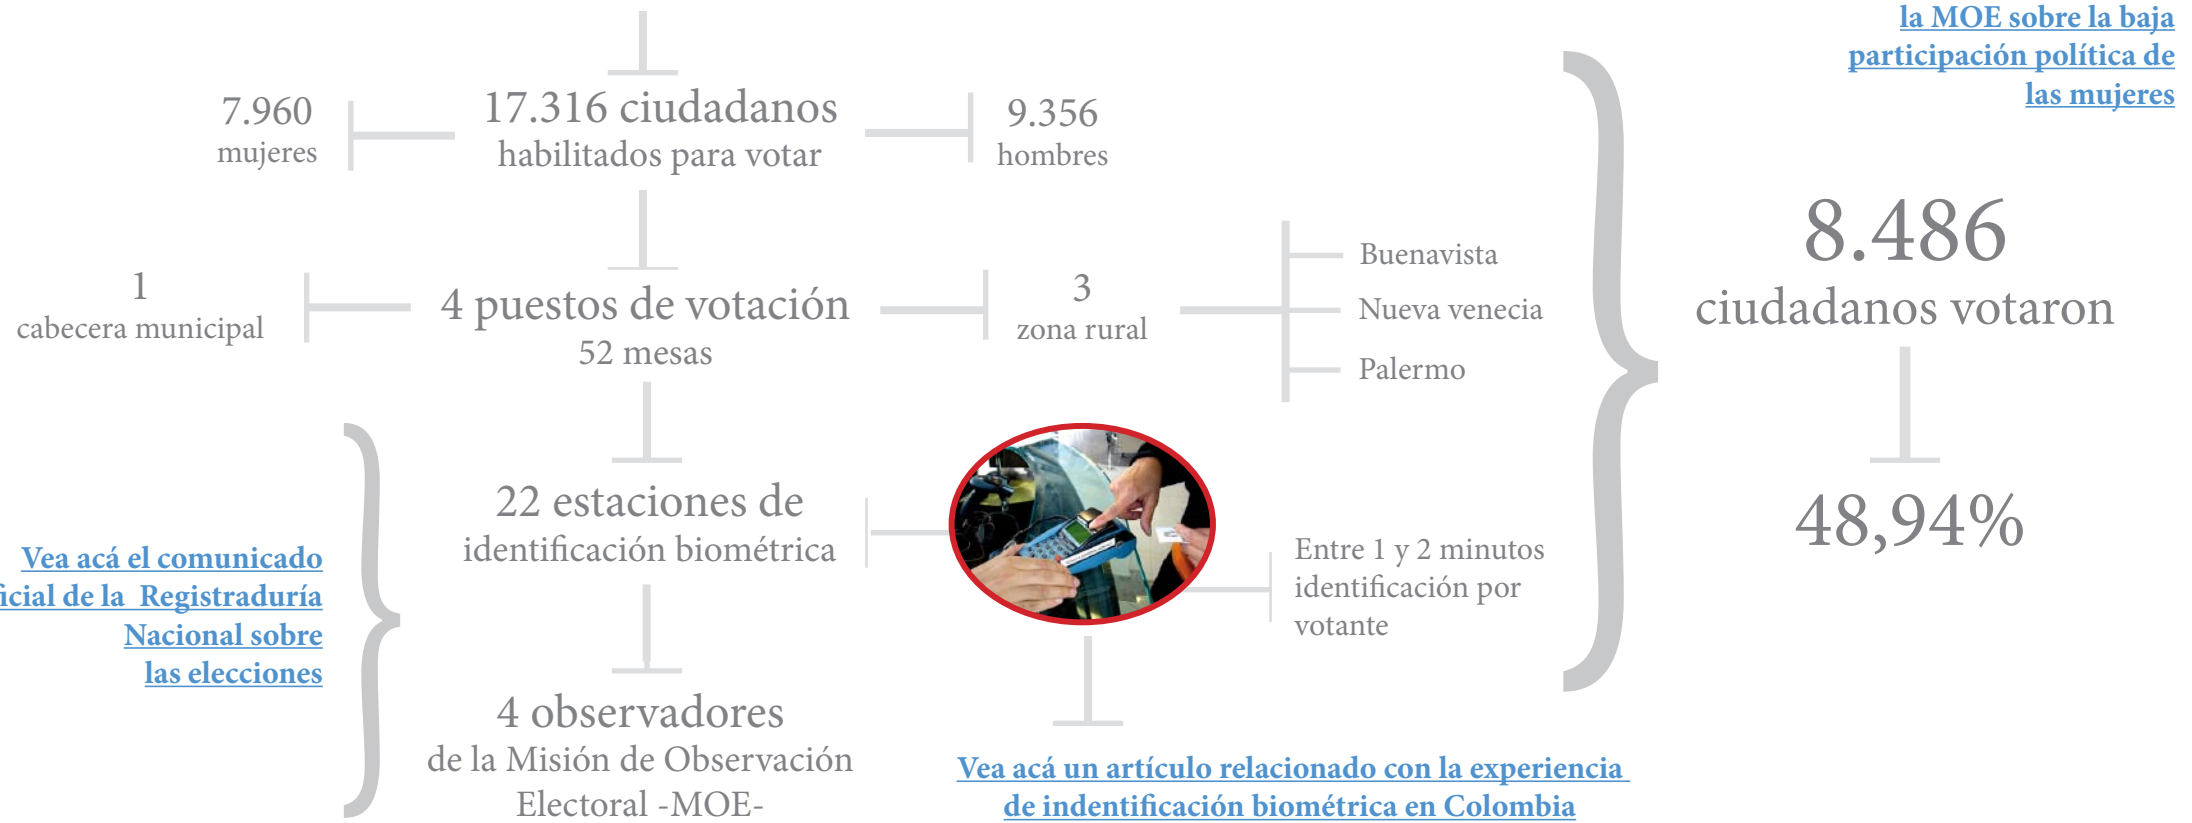 la MOE sobre la baja
participación política de
las mujeres
7.960
mujeres
17.316 ciudadanos
habilitados para votar
9.356
hombres
1
cabecera municipal
4 puestos de votación
52 mesas
3
zona rural
Buenavista
Nueva venecia
Palermo
8.486
ciudadanos votaron
48,94%
22 estaciones de
identificación biométrica
Entre 1 y 2 minutos
identificación por
votante
Vea acá el comunicado
ficial de la Registraduría
Nacional sobre
las elecciones
4 observadores
de la Misión de Observación
Electoral -MOE-
Vea acá un artículo relacionado con la experiencia
de indentificación biométrica en Colombia